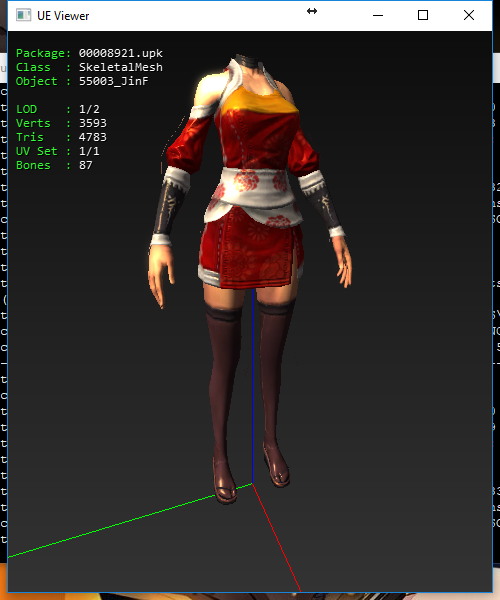 UE Viewer
Package: 00008921.upk
Class : SkeletalMesh
Object : 55003_JinF
LOD : 1/2
Verts : 3593
Tris : 4783
UV Set : 1/1
Bones : 87